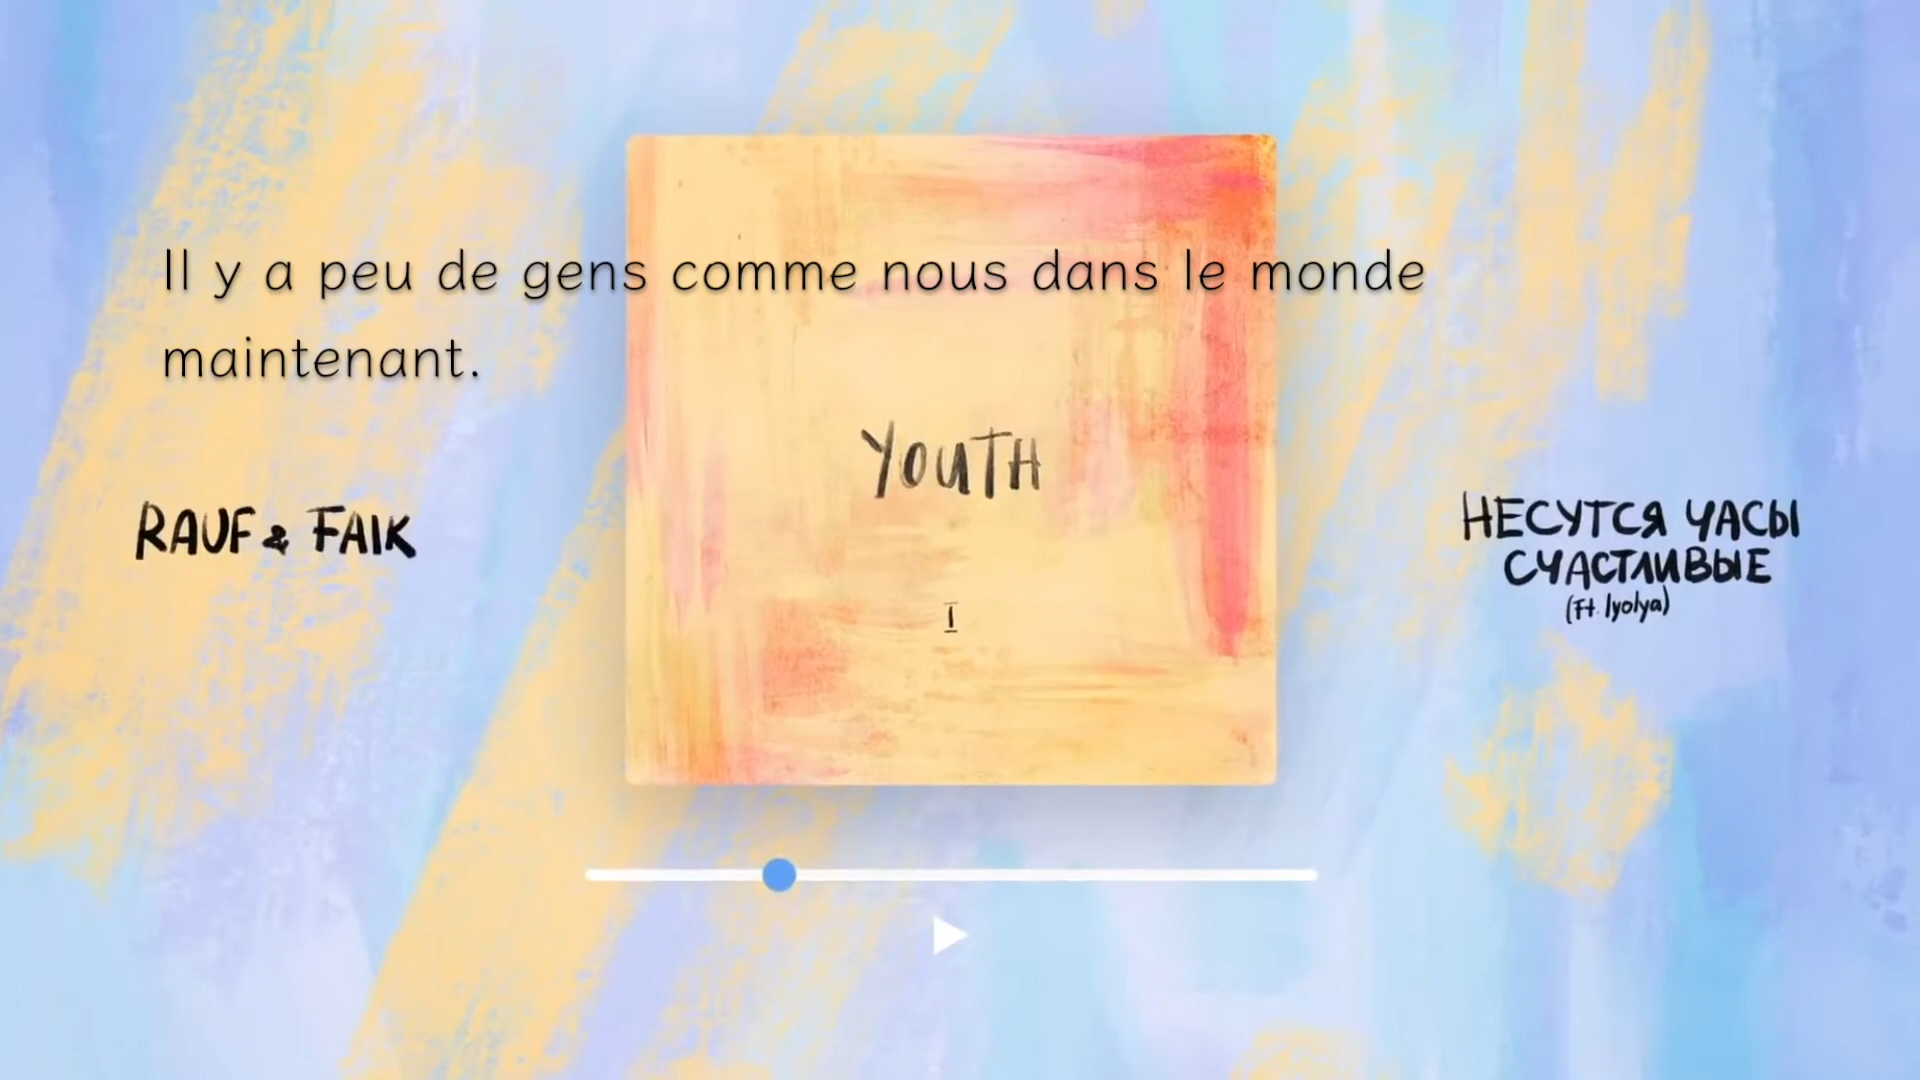 Il y a peu de gens comme nous dans le monde
maintenant.
YOUTH
I
RAUF & FAIK
НЕСУТСЯ ЧАСЫ
СЧАСТЛИВЫЕ
(Ft. lyolya)